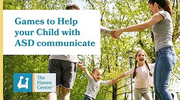 Games to Help
your Child with
ASD communicate
The
Hanen
Centre